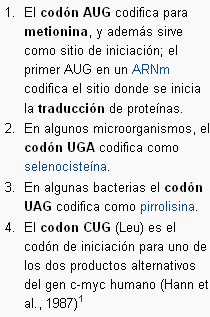 1. El codón AUG codifica para
metionina, y además sirve
como sitio de iniciación; el
primer AUG en un ARNm
codifica el sitio donde se inicia
la traducción de proteínas.
2. En algunos microorganismos, el
codón UGA codifica como
selenocisteína.
3. En algunas bacterias el codón
UAG codifica como pirrolisina.
4. El codon CUG (Leu) es el
codón de iniciación para uno de
los dos productos alternativos
del gen c-myc humano (Hann et
al., 1987)1